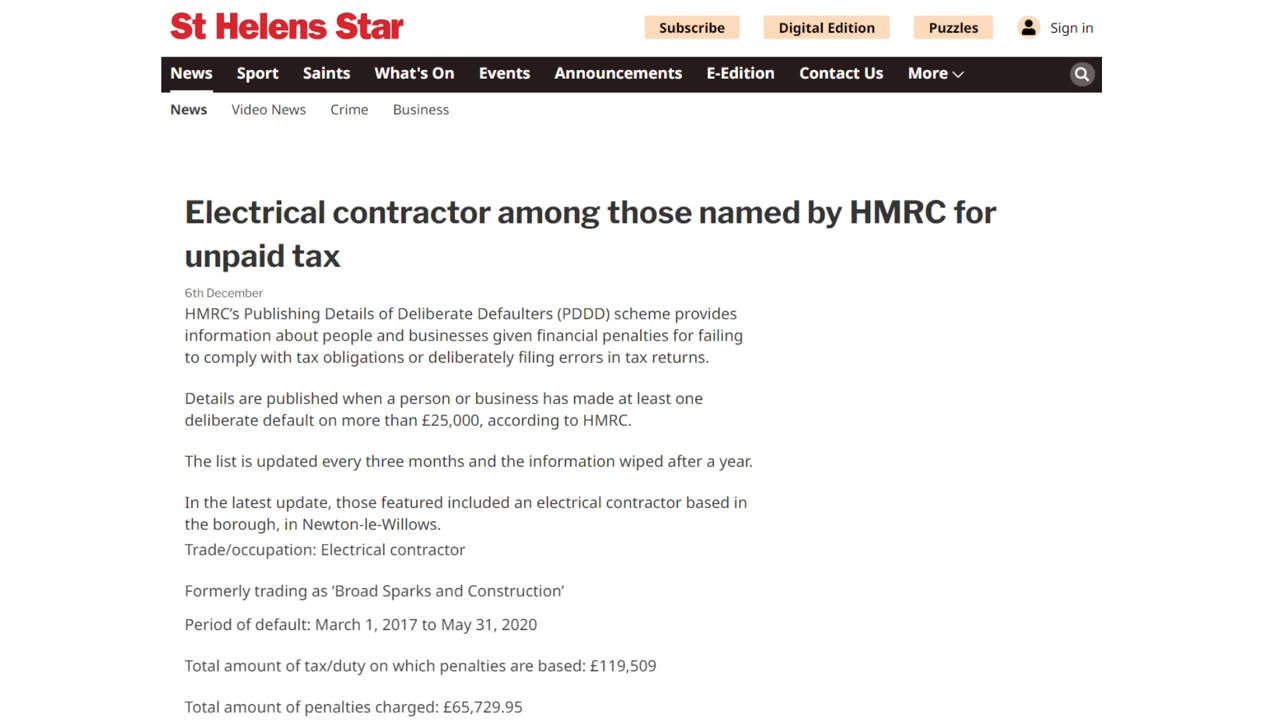 St Helens Star
Subscribe
Digital Edition
Puzzles
Sign in
News
Sport
Saints
What's On
Events
Announcements
E-Edition
Contact Us
More
News
Video News
Crime
Business
Electrical contractor among those named by HMRC for
unpaid tax
6th December
HMRC’s Publishing Details of Deliberate Defaulters (PDDD) scheme provides
information about people and businesses given financial penalties for failing
to comply with tax obligations or deliberately filing errors in tax returns.
Details are published when a person or business has made at least one
deliberate default on more than £25,000, according to HMRC.
The list is updated every three months and the information wiped after a year.
In the latest update, those featured included an electrical contractor based in
the borough, in Newton-le-Willows.
Trade/occupation: Electrical contractor
Formerly trading as ‘Broad Sparks and Construction’
Period of default: March 1, 2017 to May 31, 2020
Total amount of tax/duty on which penalties are based: £119,509
Total amount of penalties charged: £65,729.95